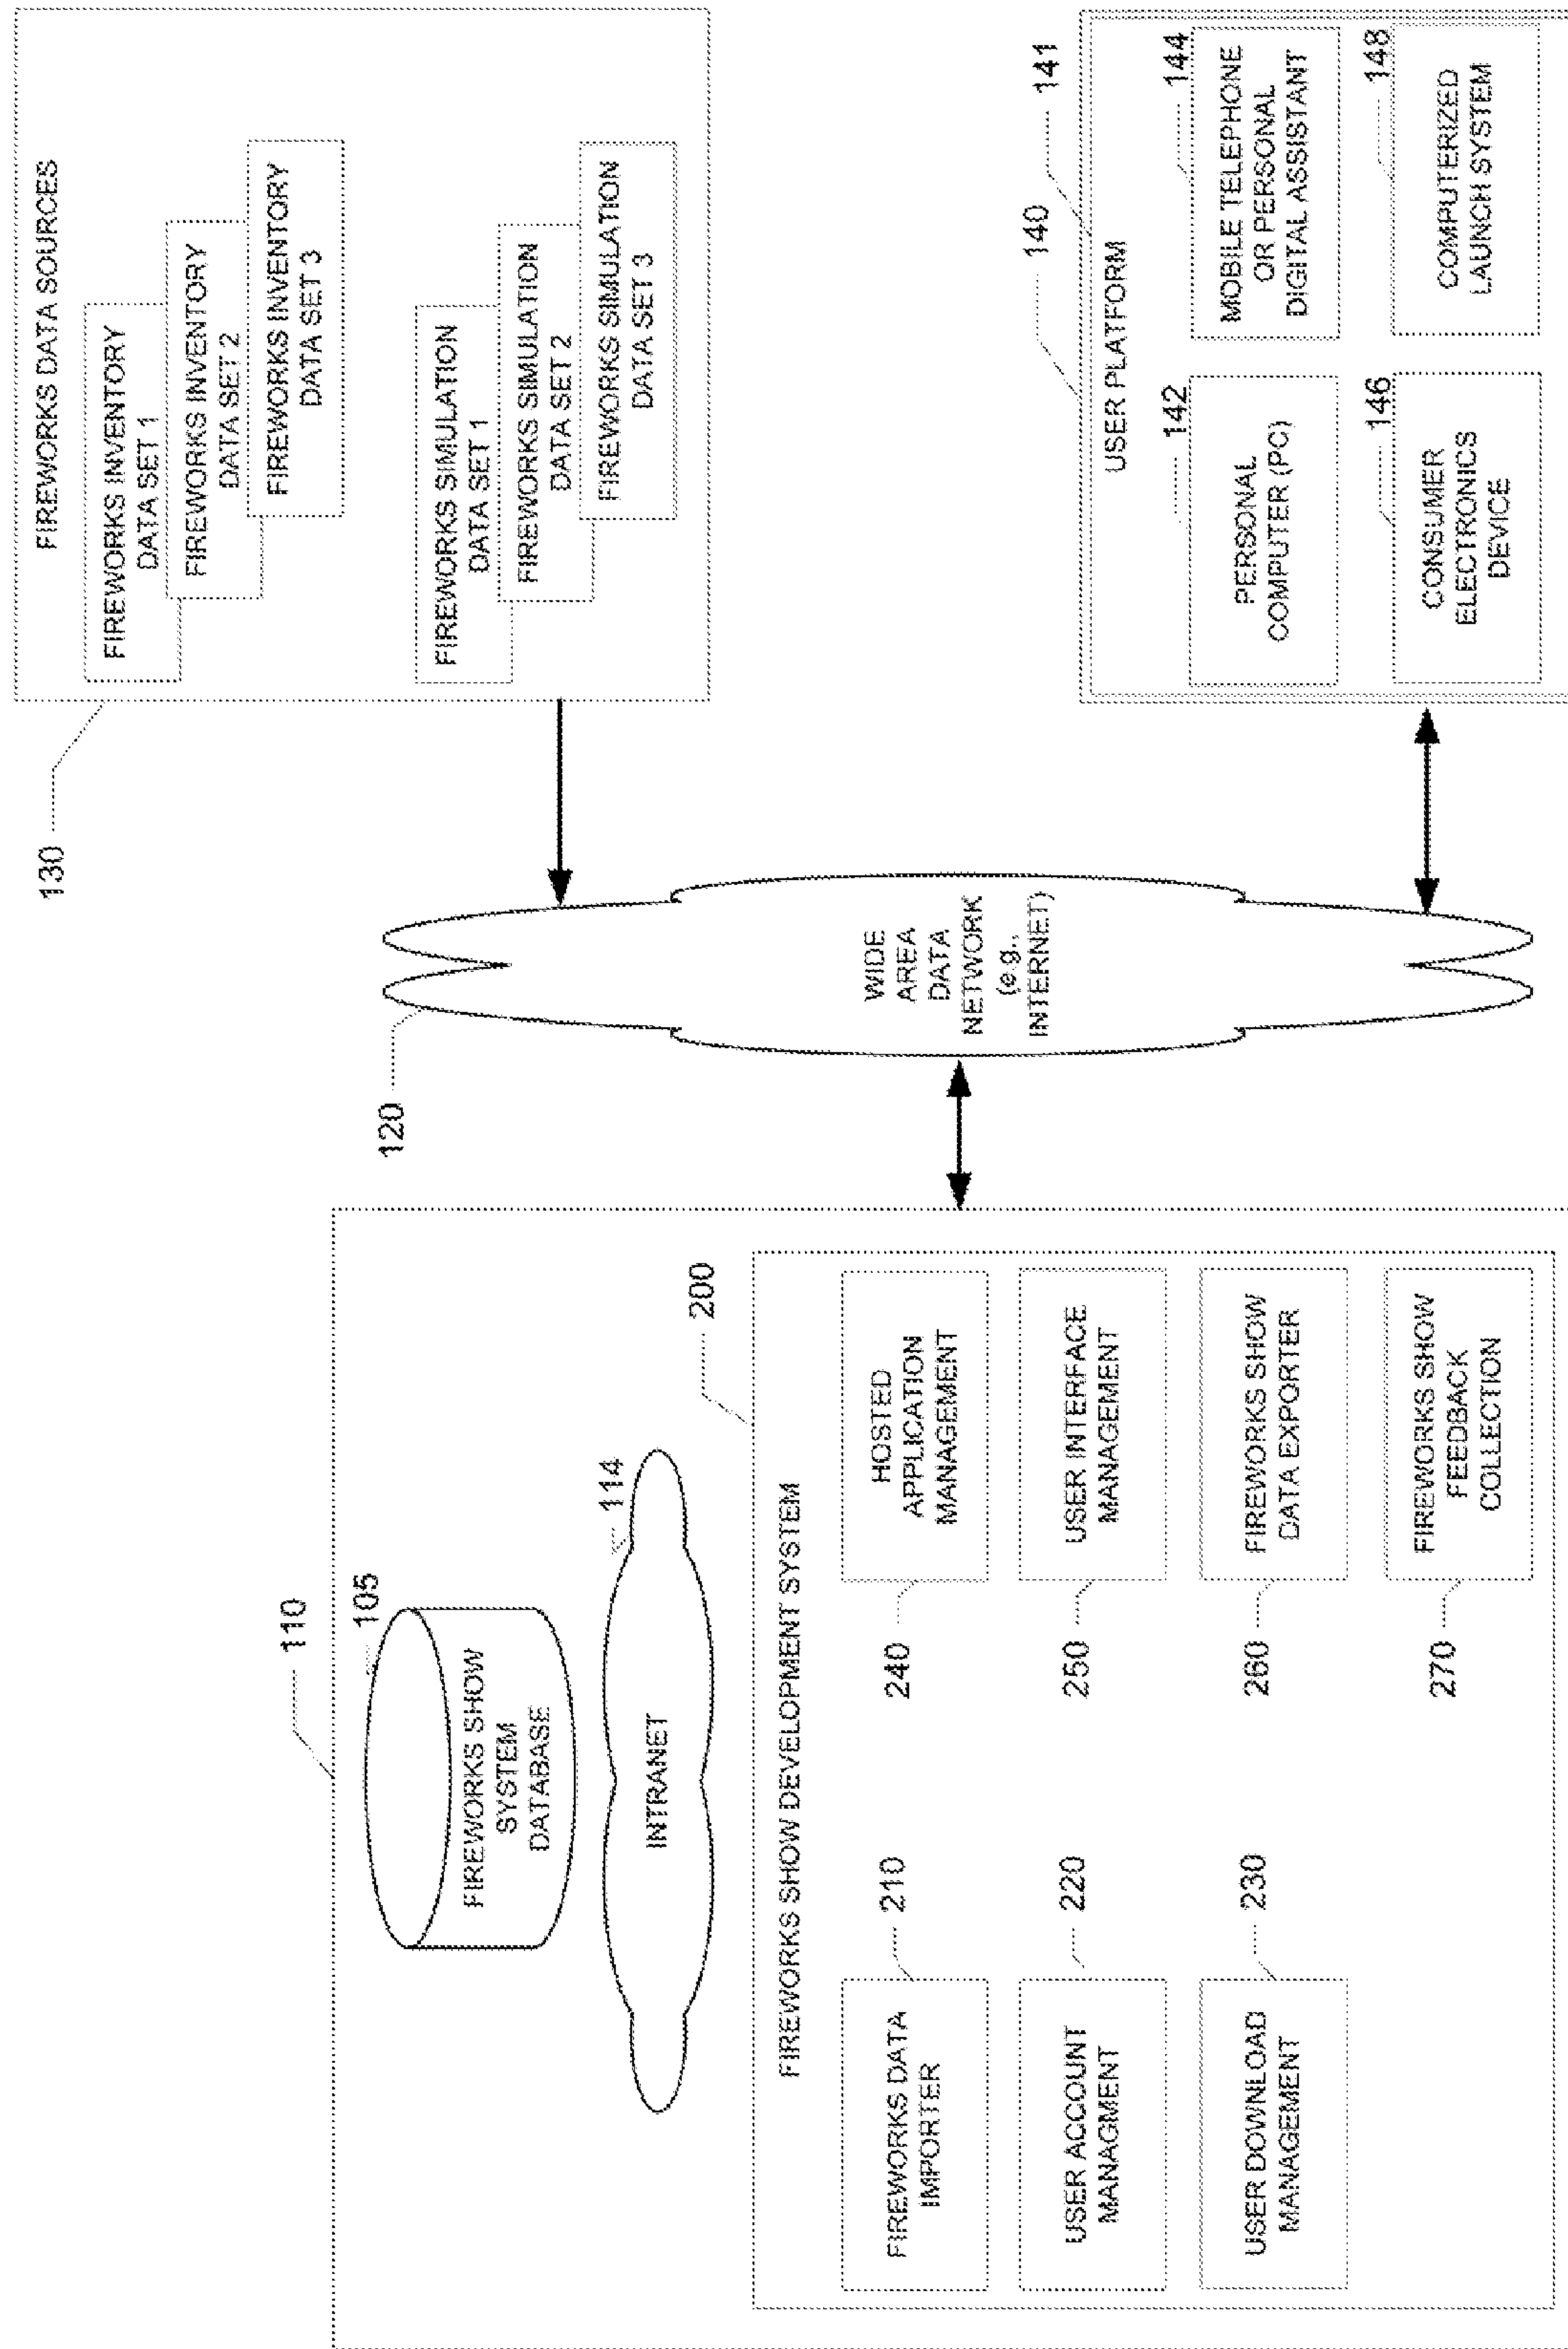 110
105
FIREWORKS SHOW
SYSTEM
DATABASE
114
INTRANET
200
FIREWORKS SHOW DEVELOPMENT SYSTEM
FIREWORKS DATA
IMPORTER
210
USER ACCOUNT
MANAGMENT
220
USER DOWNLOAD
MANAGEMENT
230
240
HOSTED
APPLICATION
MANAGEMENT
250
USER INTERFACE
MANAGEMENT
260
FIREWORKS SHOW
DATA EXPORTER
270
FIREWORKS SHOW
FEEDBACK
COLLECTION
120
WIDE
AREA
DATA
NETWORK
(e.g.,
INTERNET)
130
FIREWORKS DATA SOURCES
FIREWORKS INVENTORY
DATA SET 1
FIREWORKS INVENTORY
DATA SET 2
FIREWORKS INVENTORY
DATA SET 3
FIREWORKS SIMULATION
DATA SET 1
FIREWORKS SIMULATION
DATA SET 2
FIREWORKS SIMULATION
DATA SET 3
140
141
USER PLATFORM
142
PERSONAL
COMPUTER (PC)
144
MOBILE TELEPHONE
OR PERSONAL
DIGITAL ASSISTANT
146
CONSUMER
ELECTRONICS
DEVICE
148
COMPUTERIZED
LAUNCH SYSTEM